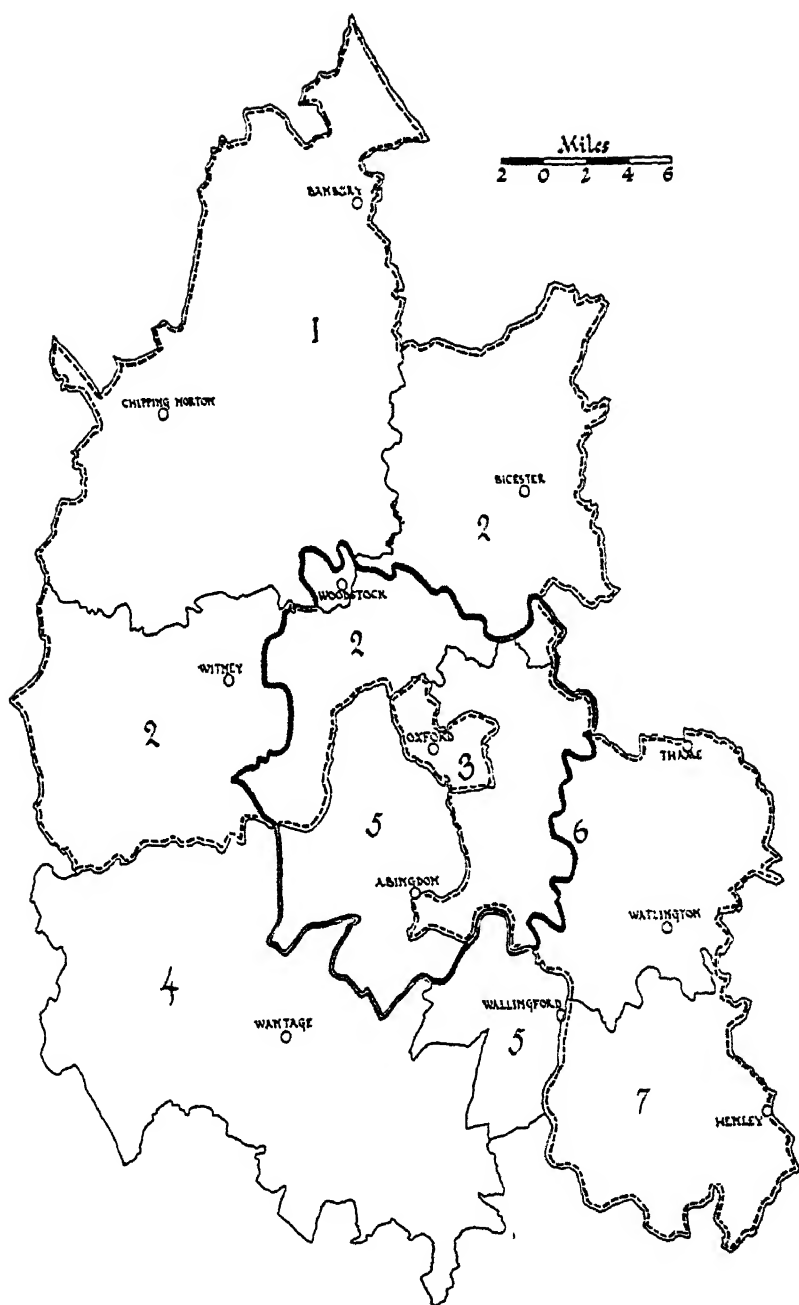 Miles
2 0 2 4 6
BANBURY
1
CHIPPING NORTON
BICESTER
2
WOODSTOCK
2
WITNEY
2
OXFORD
3
THAME
5
6
ABINGDON
WATLINGTON
4
WALLINGFORD
WANTAGE
5
7
HENLEY